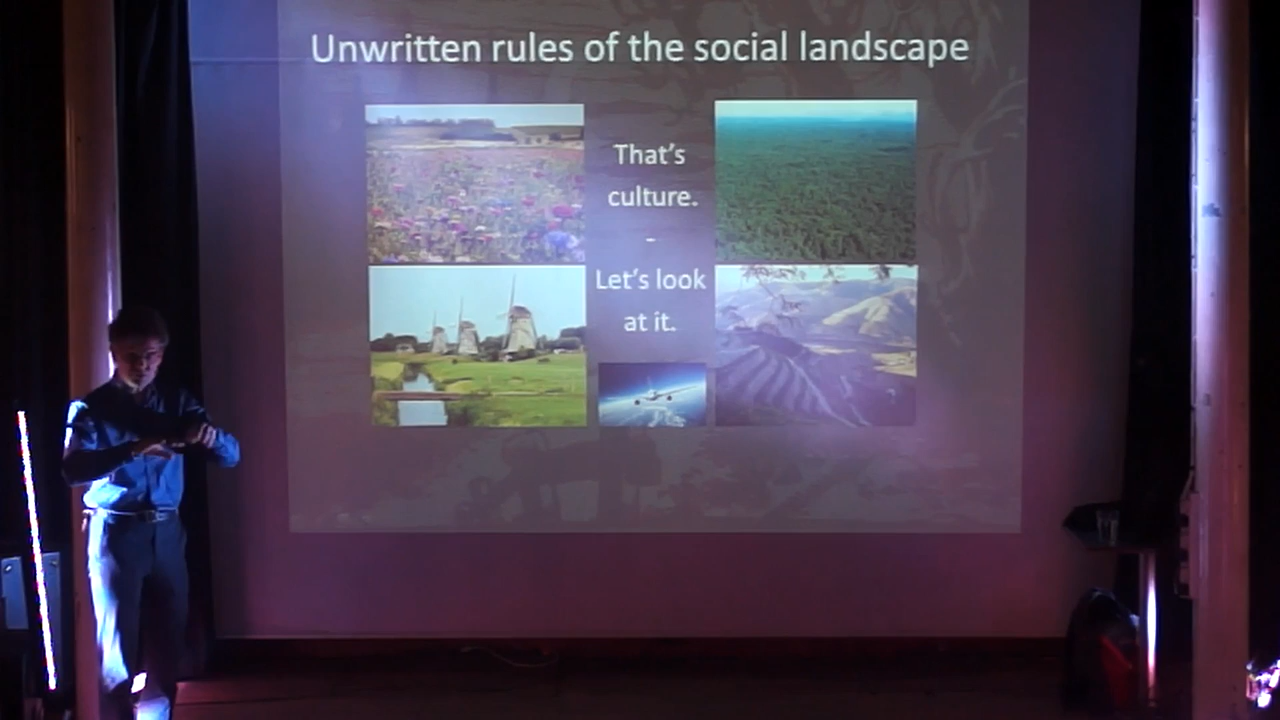 Unwritten rules of the social landscape
That's
culture.
-
Let's look
at it.